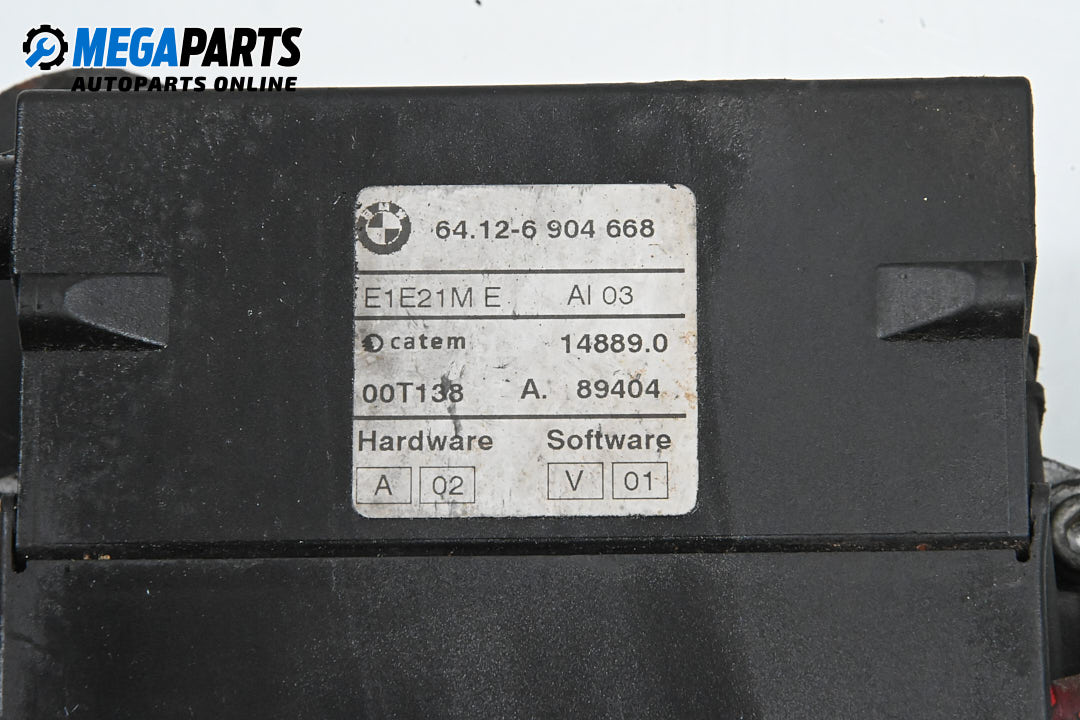 MEGAPARTS
AUTOPARTS ONLINE
BMW
64.12-6 904 668
E1E21M E AI 03
catem 14889.0
00T138 A. 89404
Hardware Software
A 02 V 01